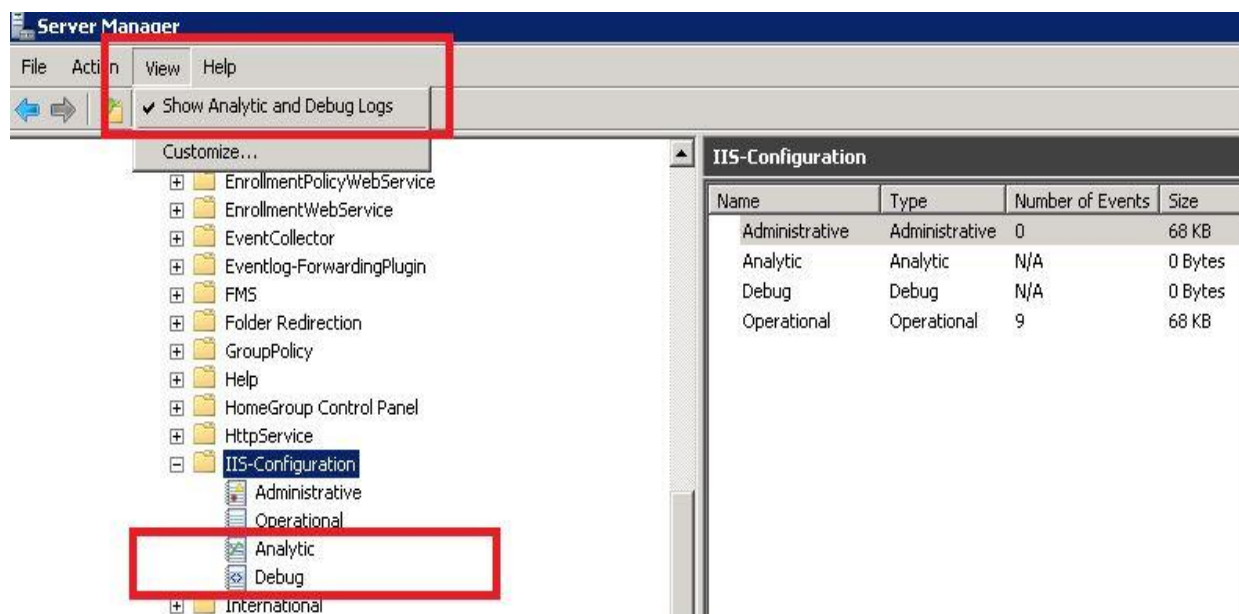 Server Manager
File Action View Help
Show Analytic and Debug Logs
Customize...
EnrollmentPolicyWebService
EnrollmentWebService
EventCollector
Eventlog-ForwardingPlugin
FMS
Folder Redirection
GroupPolicy
Help
HomeGroup Control Panel
HttpService
IIS-Configuration
Administrative
Operational
Analytic
Debug
International
IIS-Configuration
Name Type Number of Events Size
Administrative Administrative 0 68 KB
Analytic Analytic N/A 0 Bytes
Debug Debug N/A 0 Bytes
Operational Operational 9 68 KB